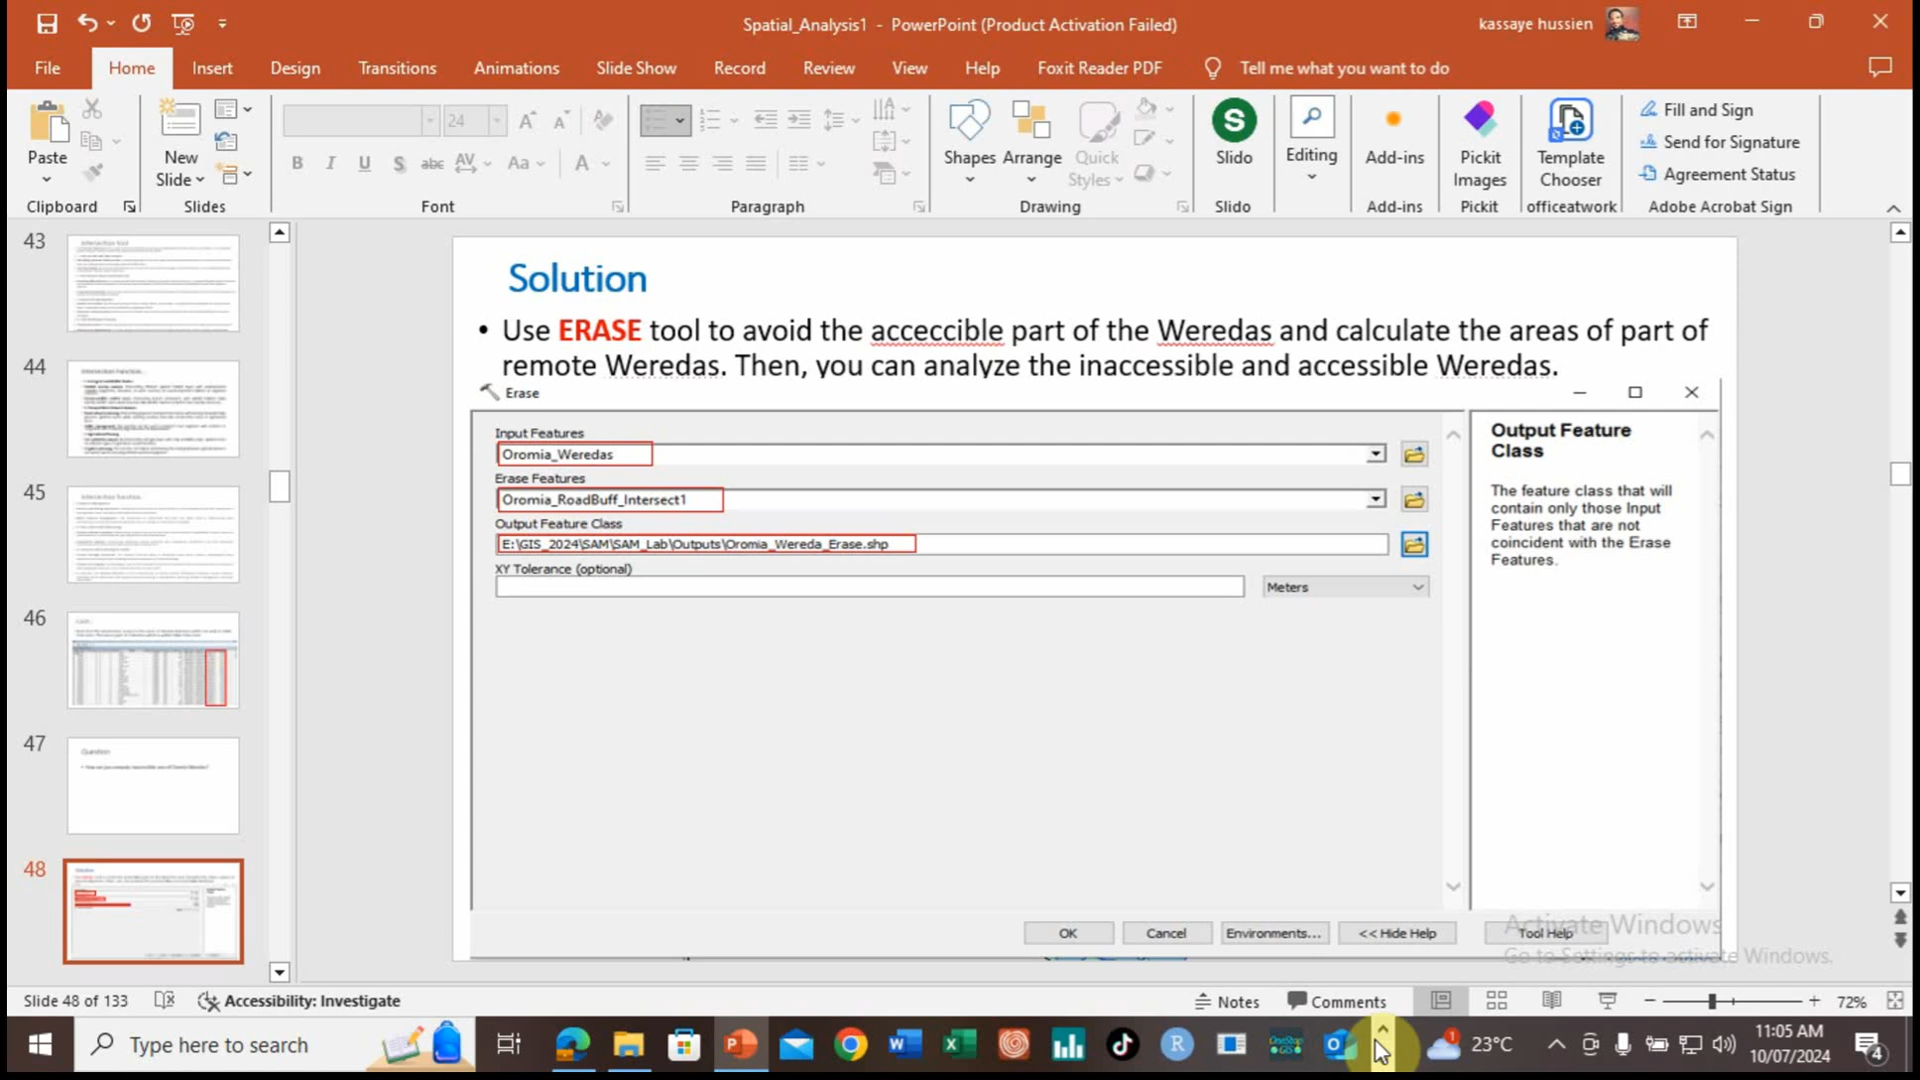 Spatial_Analysis1 - PowerPoint (Product Activation Failed)
kassaye hussien
File Home Insert Design Transitions Animations Slide Show Record Review View Help Foxit Reader PDF Tell me what you want to do
Paste
New
Slide
24
B I U S abc AV Aa A
Shapes Arrange Quick
Styles
S
Slido
Editing
Add-ins
Pickit
Images
Template
Chooser
Fill and Sign
Send for Signature
Agreement Status
Clipboard Slides Font Paragraph Drawing Slido Add-ins Pickit officeatwork Adobe Acrobat Sign
43
44
45
46
47
Question
48
Solution
• Use ERASE tool to avoid the acceccible part of the Weredas and calculate the areas of part of
remote Weredas. Then, you can analyze the inaccessible and accessible Weredas.
Erase
Input Features
Oromia_Weredas
Erase Features
Oromia_RoadBuff_Intersect1
Output Feature Class
E:\GIS_2024\SAM\SAM_Lab\Outputs\Oromia_Wereda_Erase.shp
XY Tolerance (optional)
Meters
Output Feature
Class
The feature class that will
contain only those Input
Features that are not
coincident with the Erase
Features.
OK Cancel Environments... << Hide Help Tool Help
Activate Windows
Go to Settings to activate Windows.
Slide 48 of 133 Accessibility: Investigate Notes Comments 72%
Type here to search
23°C
11:05 AM
10/07/2024
4